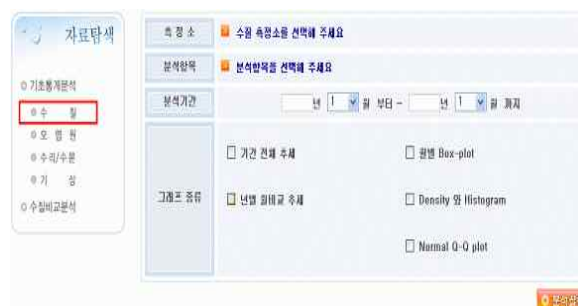 자료탐색
기초통계분석
수 질
오 염 원
수리/수문
기 상
수질비교분석
측 정 소
수질 측정소를 선택해 주세요
분석항목
분석항목을 선택해 주세요
분석기간
년 1 월 부터 - 년 1 월 까지
그래프 종류
기간 전체 추세
월별 Box-plot
년별 월비교 추세
Density 와 Histogram
Normal Q-Q plot